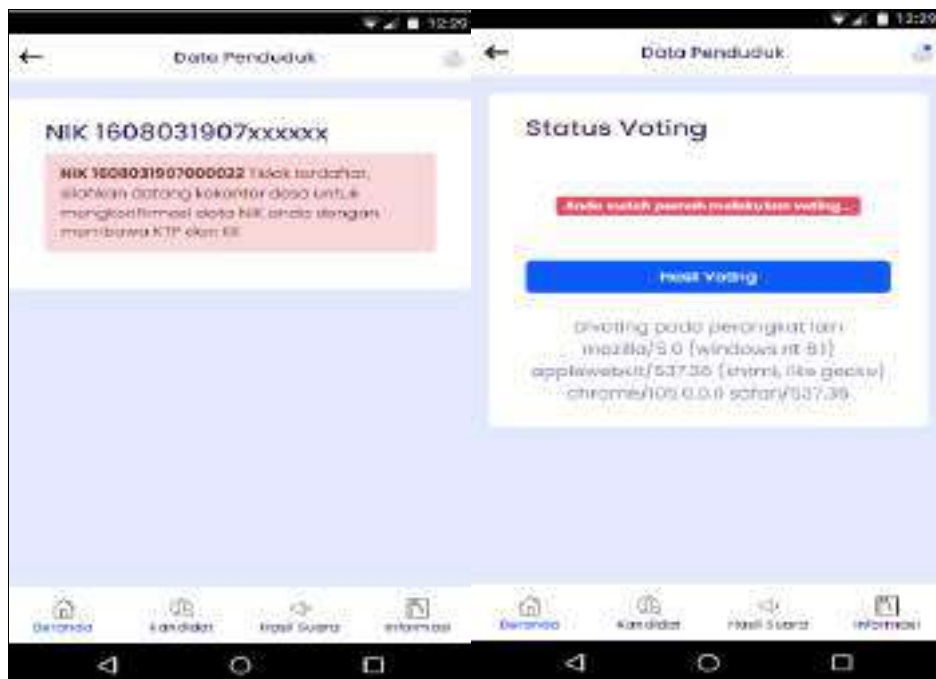 12:29
Data Penduduk
NIK 1608031907xxxxxx
NIK 1608031907000022 Tidak terdaftar,
silahkan datang kekantor desa untuk
mengkonfirmasi data NIK anda dengan
membawa KTP dan KK
Beranda
Kandidat
Hasil Suara
Informasi
12:29
Data Penduduk
Status Voting
Anda sudah pernah melakukan voting...
Hasil Voting
Divoting pada perangkat lain
mozilla/5.0 (windows nt 6.1)
applewebkit/537.36 (khtml, like gecko)
chrome/105.0.0.0 safari/537.36
Beranda
Kandidat
Hasil Suara
Informasi